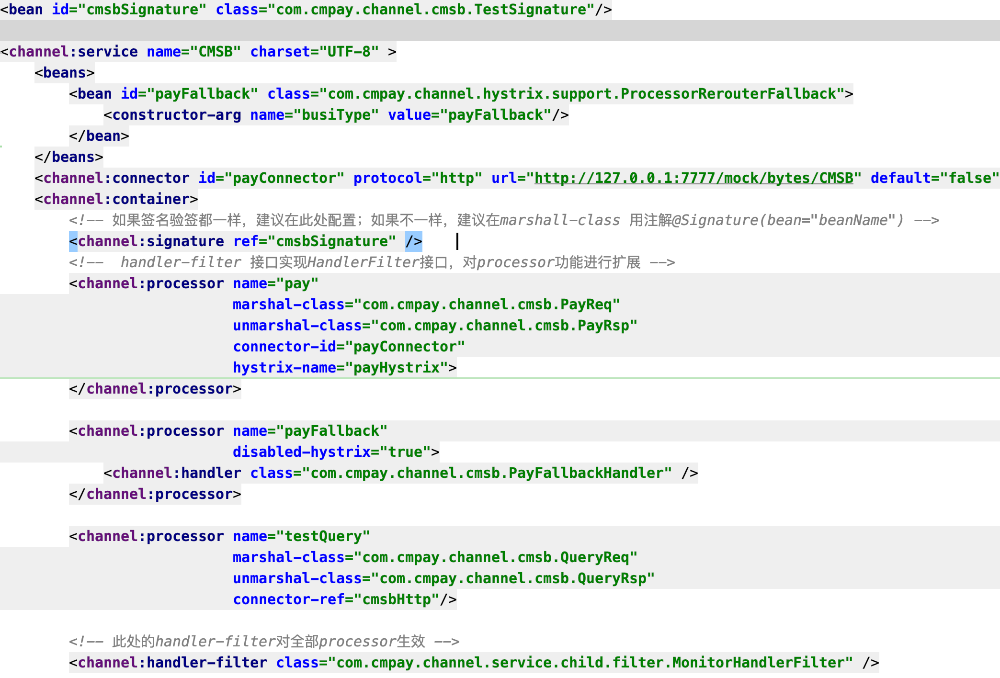 <bean id="cmsbSignature" class="com.cmpay.channel.cmsb.TestSignature"/>
<channel:service name="CMSB" charset="UTF-8" >
<beans>
<bean id="payFallback" class="com.cmpay.channel.hystrix.support.ProcessorRerouterFallback">
<constructor-arg name="busiType" value="payFallback"/>
</bean>
</beans>
<channel:connector id="payConnector" protocol="http" url="http://127.0.0.1:7777/mock/bytes/CMSB" default="false"
<channel:container>
<!-- 如果签名验签都一样，建议在此处配置；如果不一样，建议在marshall-class 用注解@Signature(bean="beanName") -->
<channel:signature ref="cmsbSignature" />
<!--  handler-filter 接口实现HandlerFilter接口，对processor功能进行扩展 -->
<channel:processor name="pay"
marshal-class="com.cmpay.channel.cmsb.PayReq"
unmarshal-class="com.cmpay.channel.cmsb.PayRsp"
connector-id="payConnector"
hystrix-name="payHystrix">
</channel:processor>
<channel:processor name="payFallback"
disabled-hystrix="true">
<channel:handler class="com.cmpay.channel.cmsb.PayFallbackHandler" />
</channel:processor>
<channel:processor name="testQuery"
marshal-class="com.cmpay.channel.cmsb.QueryReq"
unmarshal-class="com.cmpay.channel.cmsb.QueryRsp"
connector-ref="cmsbHttp"/>
<!-- 此处的handler-filter对全部processor生效 -->
<channel:handler-filter class="com.cmpay.channel.service.child.filter.MonitorHandlerFilter" />